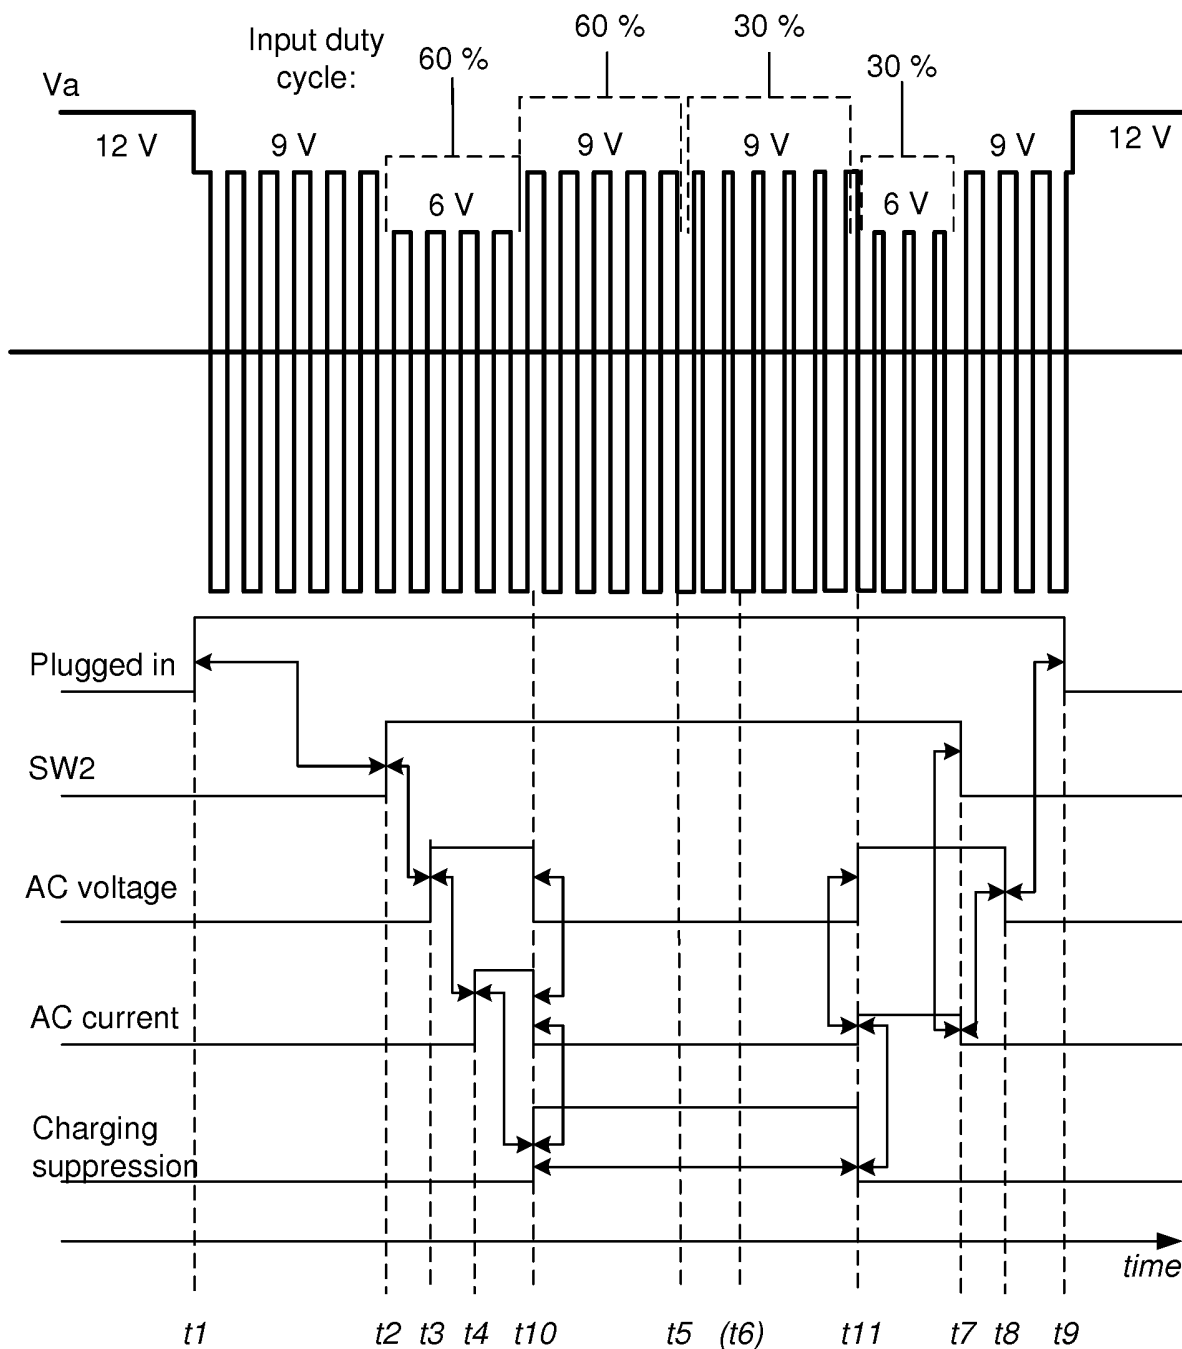 Input duty
cycle:
60 %
60 %
30 %
30 %
Va
12 V
9 V
6 V
9 V
9 V
6 V
9 V
12 V
Plugged in
SW2
AC voltage
AC current
Charging
suppression
time
t1
t2
t3
t4
t10
t5
(t6)
t11
t7
t8
t9